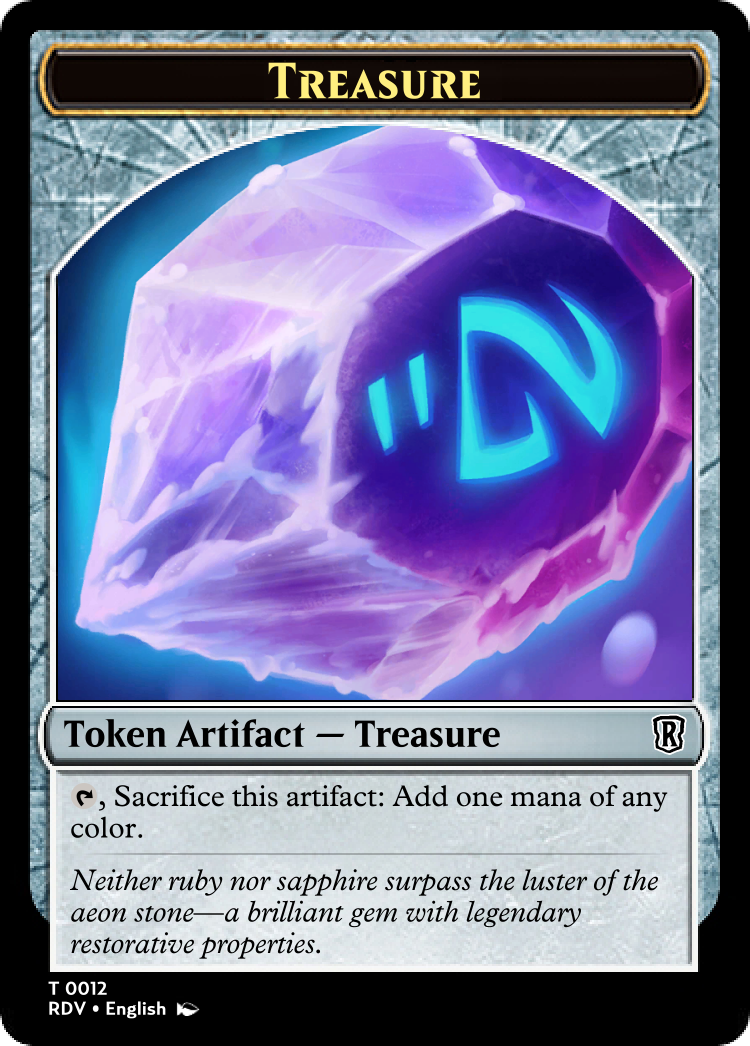 TREASURE
Token Artifact — Treasure
R
, Sacrifice this artifact: Add one mana of any
color.
Neither ruby nor sapphire surpass the luster of the
aeon stone—a brilliant gem with legendary
restorative properties.
T 0012
RDV • English